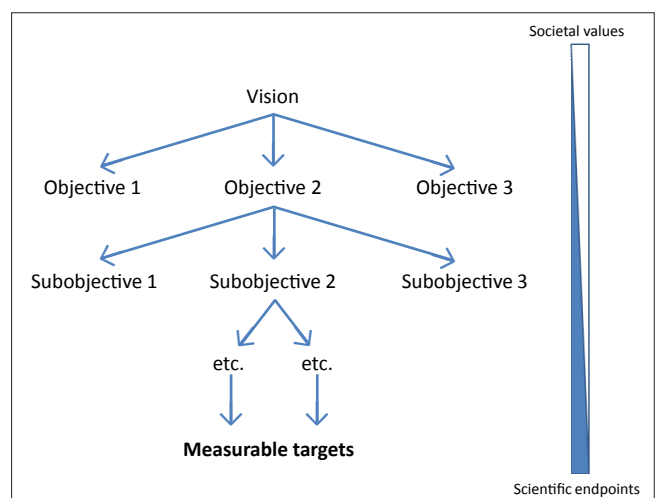 Societal values
Vision
Objective 1
Objective 2
Objective 3
Subobjective 1
Subobjective 2
Subobjective 3
etc.
etc.
Measurable targets
Scientific endpoints